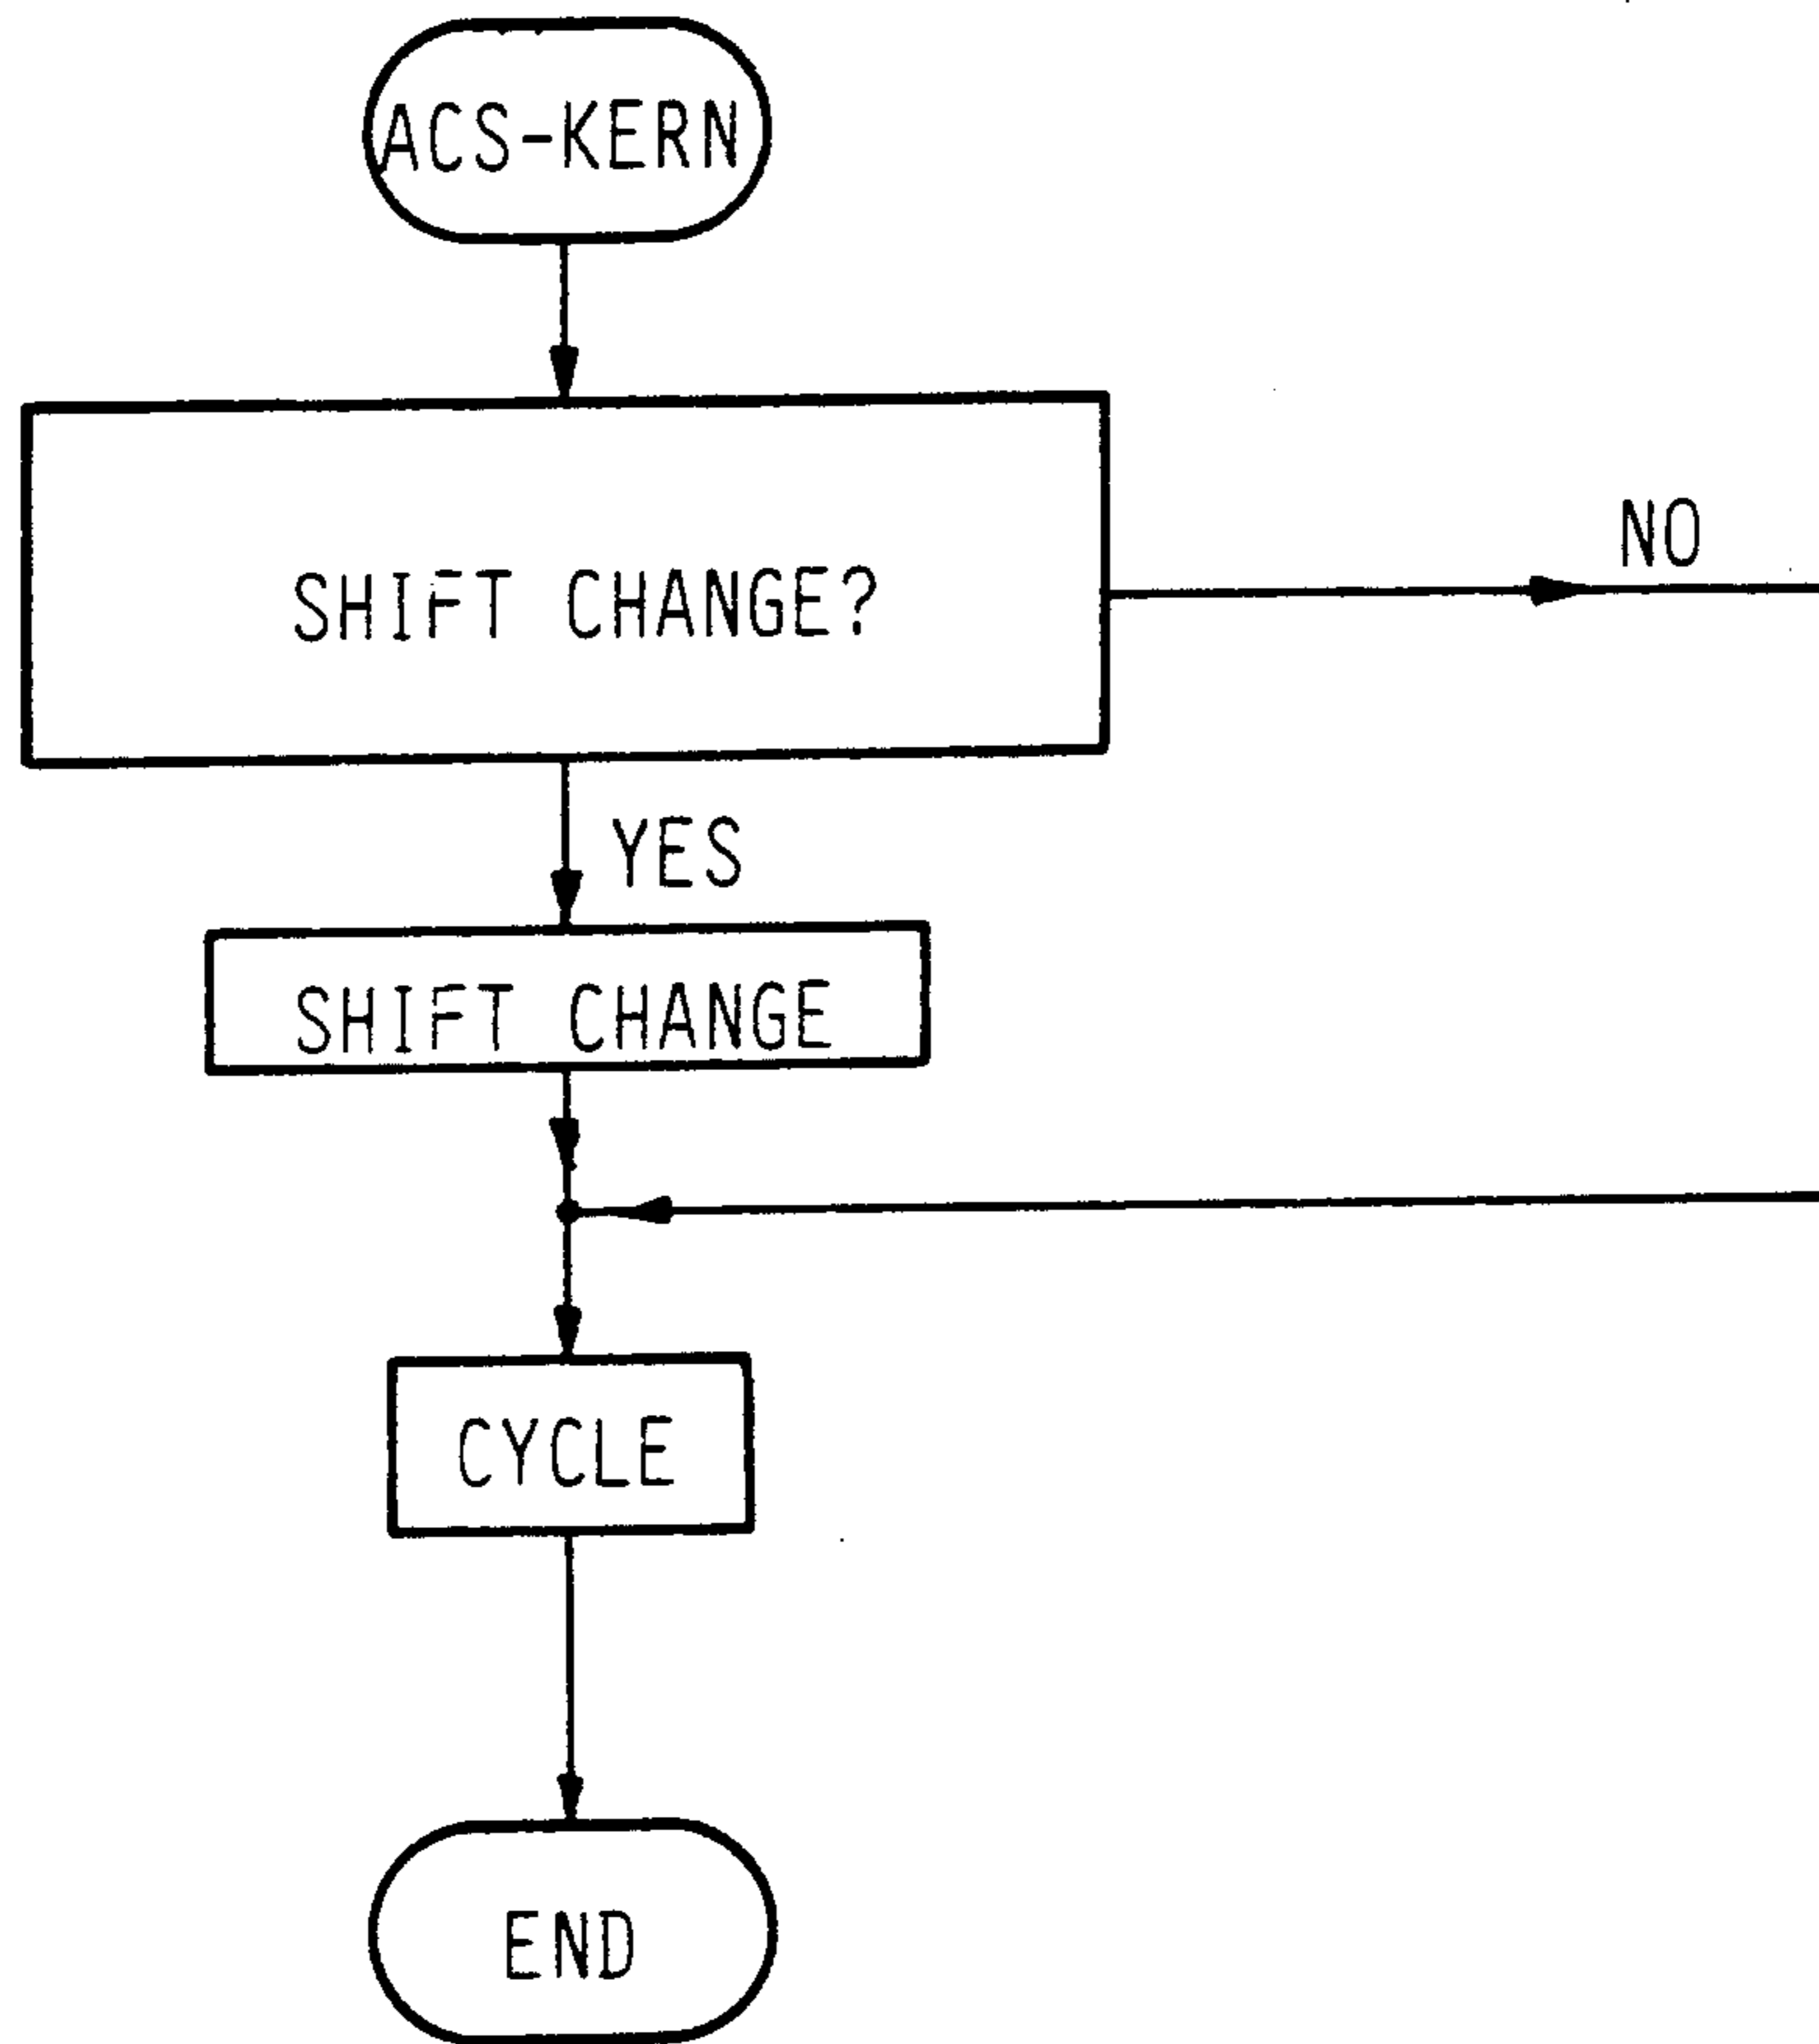 ACS-KERN
SHIFT CHANGE?
NO
YES
SHIFT CHANGE
CYCLE
END